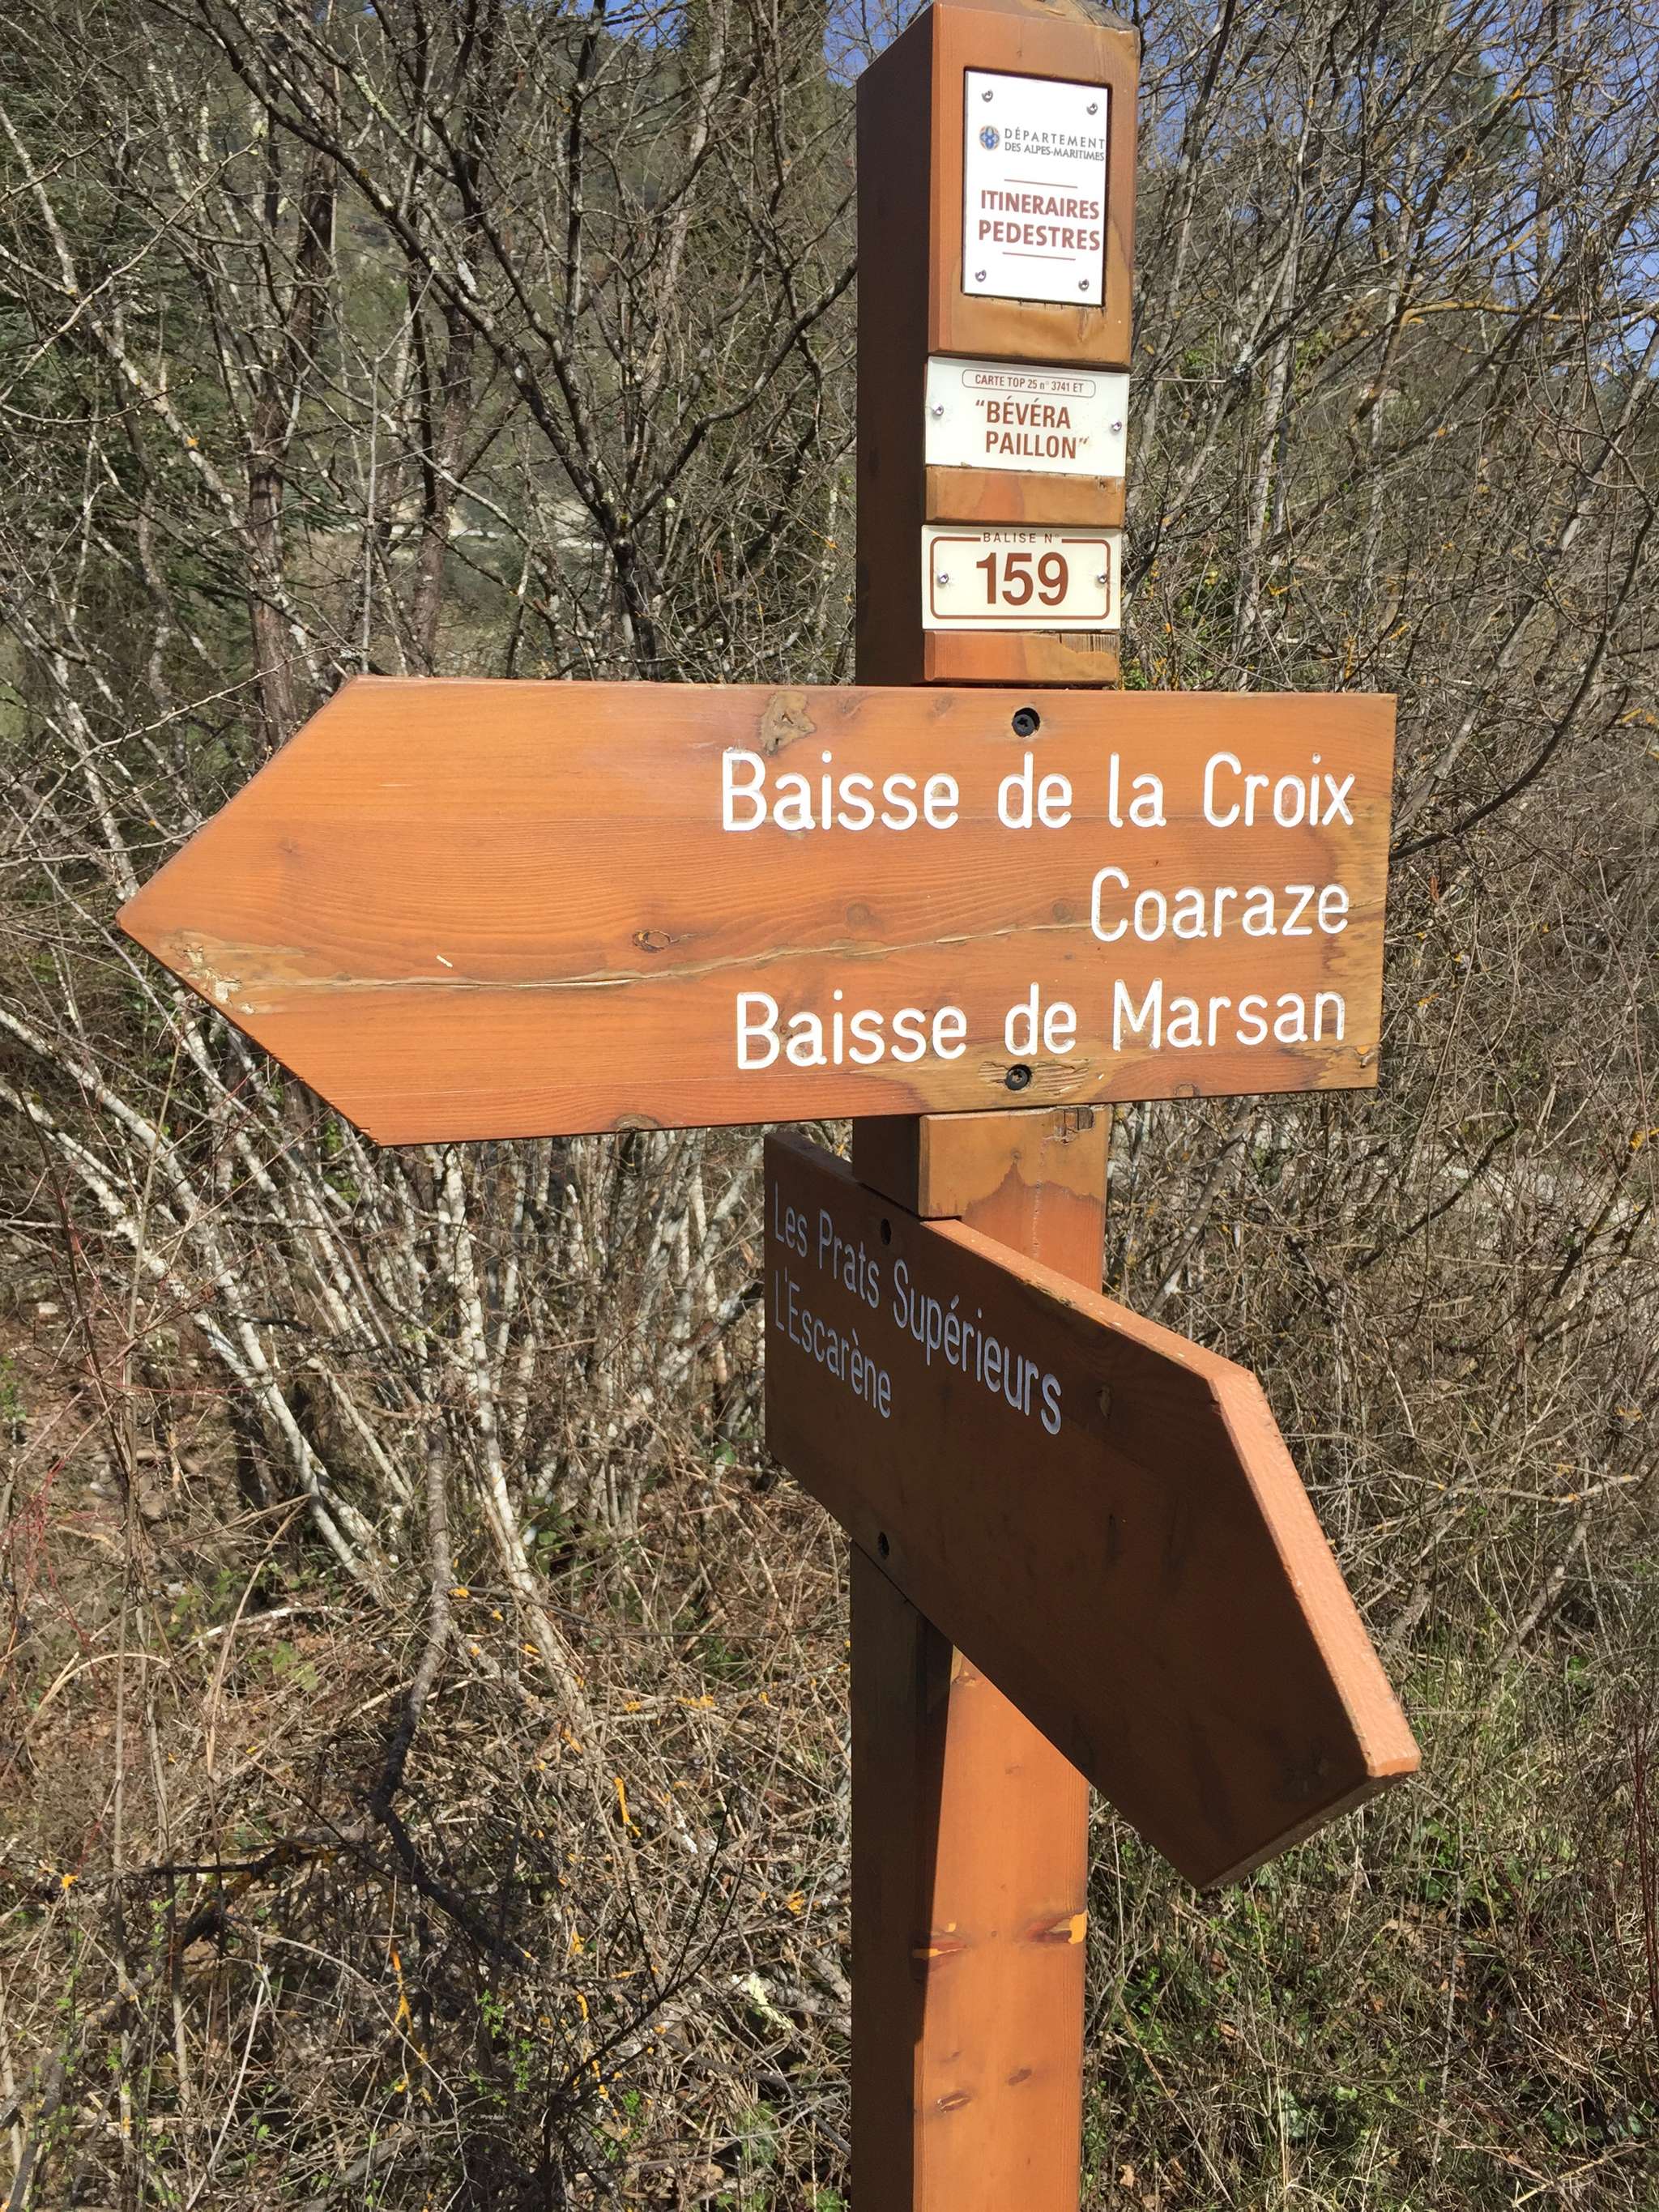 DÉPARTEMENT
DES ALPES-MARITIMES
ITINERAIRES
PEDESTRES
CARTE TOP 25 n° 3741 ET
"BÉVÉRA
PAILLON"
BALISE N°
159
Baisse de la Croix
Coaraze
Baisse de Marsan
Les Prats Supérieurs
L'Escarène